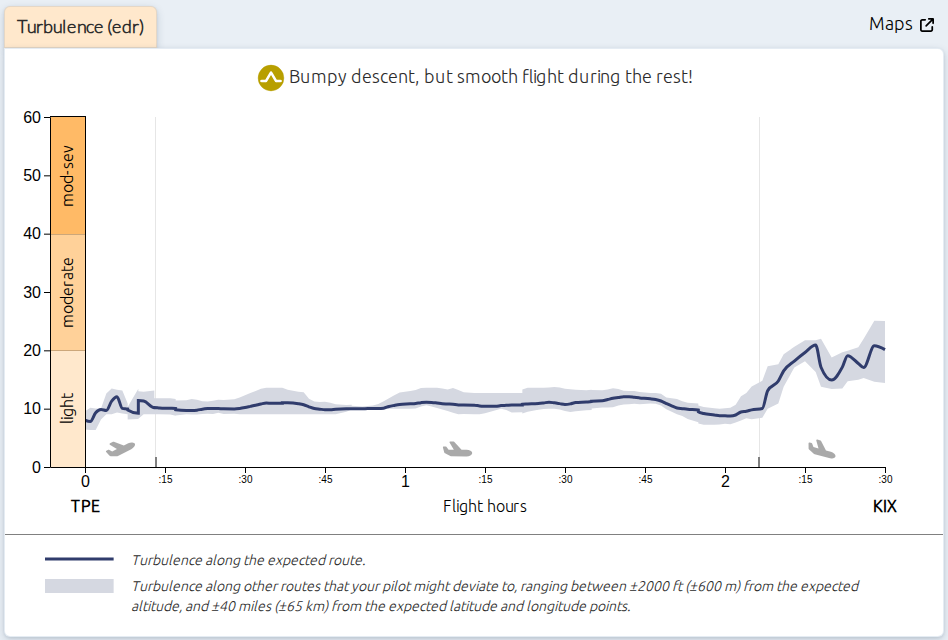 Turbulence (edr)
Maps
Bumpy descent, but smooth flight during the rest!
60
50
40
30
20
10
0
mod-sev
moderate
light
0 :15 :30 :45 1 :15 :30 :45 2 :15 :30
TPE Flight hours KIX
Turbulence along the expected route.
Turbulence along other routes that your pilot might deviate to, ranging between ±2000 ft (±600 m) from the expected
altitude, and ±40 miles (±65 km) from the expected latitude and longitude points.